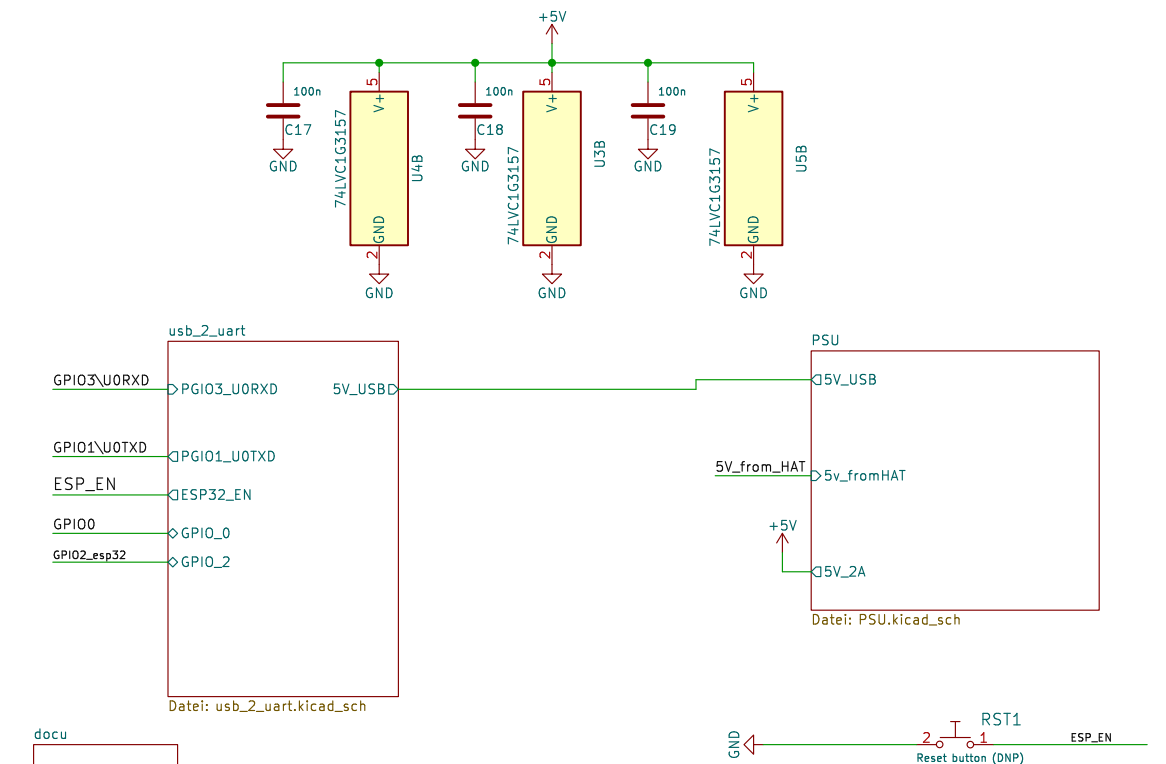 +5V
100n
C17
GND
5
V+
74LVC1G3157
U4B
GND
2
GND
100n
C18
GND
5
V+
74LVC1G3157
U3B
GND
2
GND
100n
C19
GND
5
V+
74LVC1G3157
U5B
GND
2
GND
usb_2_uart
GPIO3\U0RXD
PGIO3_U0RXD
5V_USB
GPIO1\U0TXD
PGIO1_U0TXD
ESP_EN
ESP32_EN
GPIO0
GPIO_0
GPIO2_esp32
GPIO_2
Datei: usb_2_uart.kicad_sch
PSU
5V_USB
5V_from_HAT
5v_fromHAT
+5V
5V_2A
Datei: PSU.kicad_sch
docu
GND
2
1
RST1
ESP_EN
Reset button (DNP)